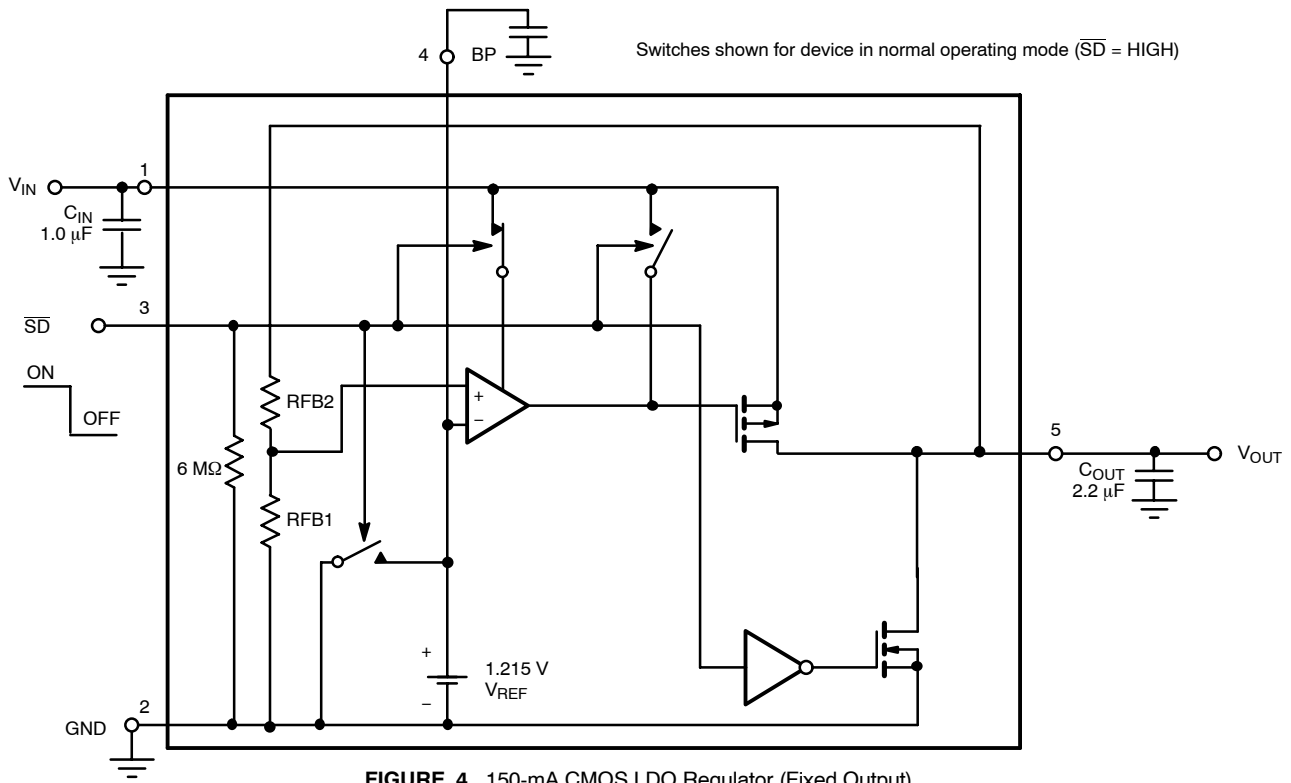 4
BP
Switches shown for device in normal operating mode (SD = HIGH)
1
VIN
CIN
1.0 μF
3
SD
ON
OFF
+
−
RFB2
5
VOUT
COUT
2.2 μF
6 MΩ
RFB1
+
1.215 V
VREF
−
2
GND
FIGURE 4. 150-mA CMOS LDO Regulator (Fixed Output)